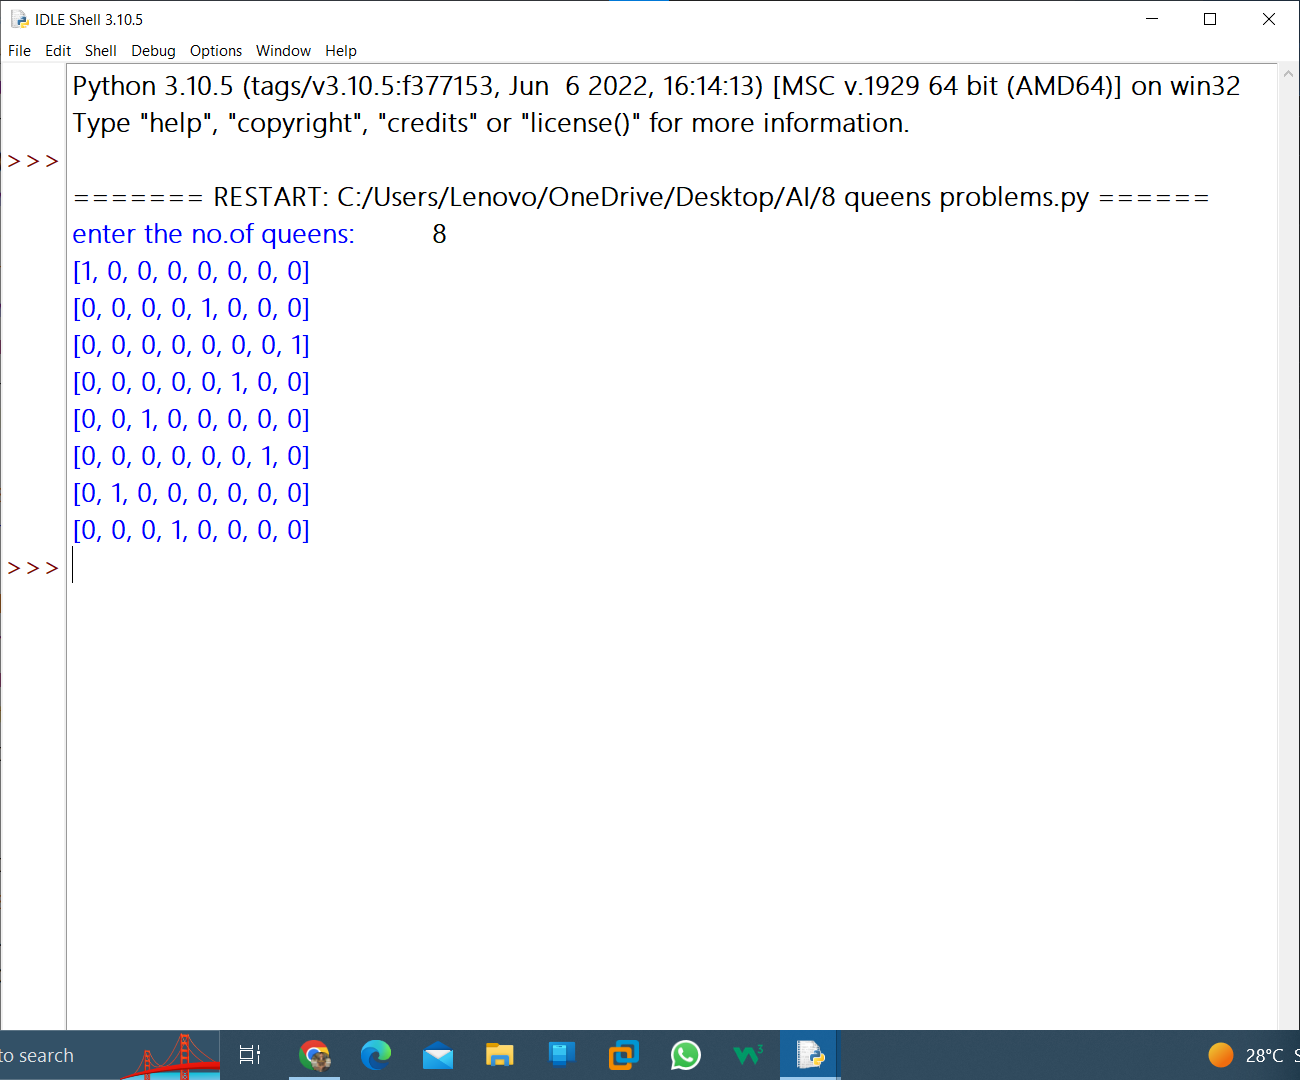 IDLE Shell 3.10.5
File Edit Shell Debug Options Window Help
Python 3.10.5 (tags/v3.10.5:f377153, Jun  6 2022, 16:14:13) [MSC v.1929 64 bit (AMD64)] on win32
Type "help", "copyright", "credits" or "license()" for more information.
>>>
======= RESTART: C:/Users/Lenovo/OneDrive/Desktop/AI/8 queens problems.py ======
enter the no.of queens: 8
[1, 0, 0, 0, 0, 0, 0, 0]
[0, 0, 0, 0, 1, 0, 0, 0]
[0, 0, 0, 0, 0, 0, 0, 1]
[0, 0, 0, 0, 0, 1, 0, 0]
[0, 0, 1, 0, 0, 0, 0, 0]
[0, 0, 0, 0, 0, 0, 1, 0]
[0, 1, 0, 0, 0, 0, 0, 0]
[0, 0, 0, 1, 0, 0, 0, 0]
>>>
to search 28°C S